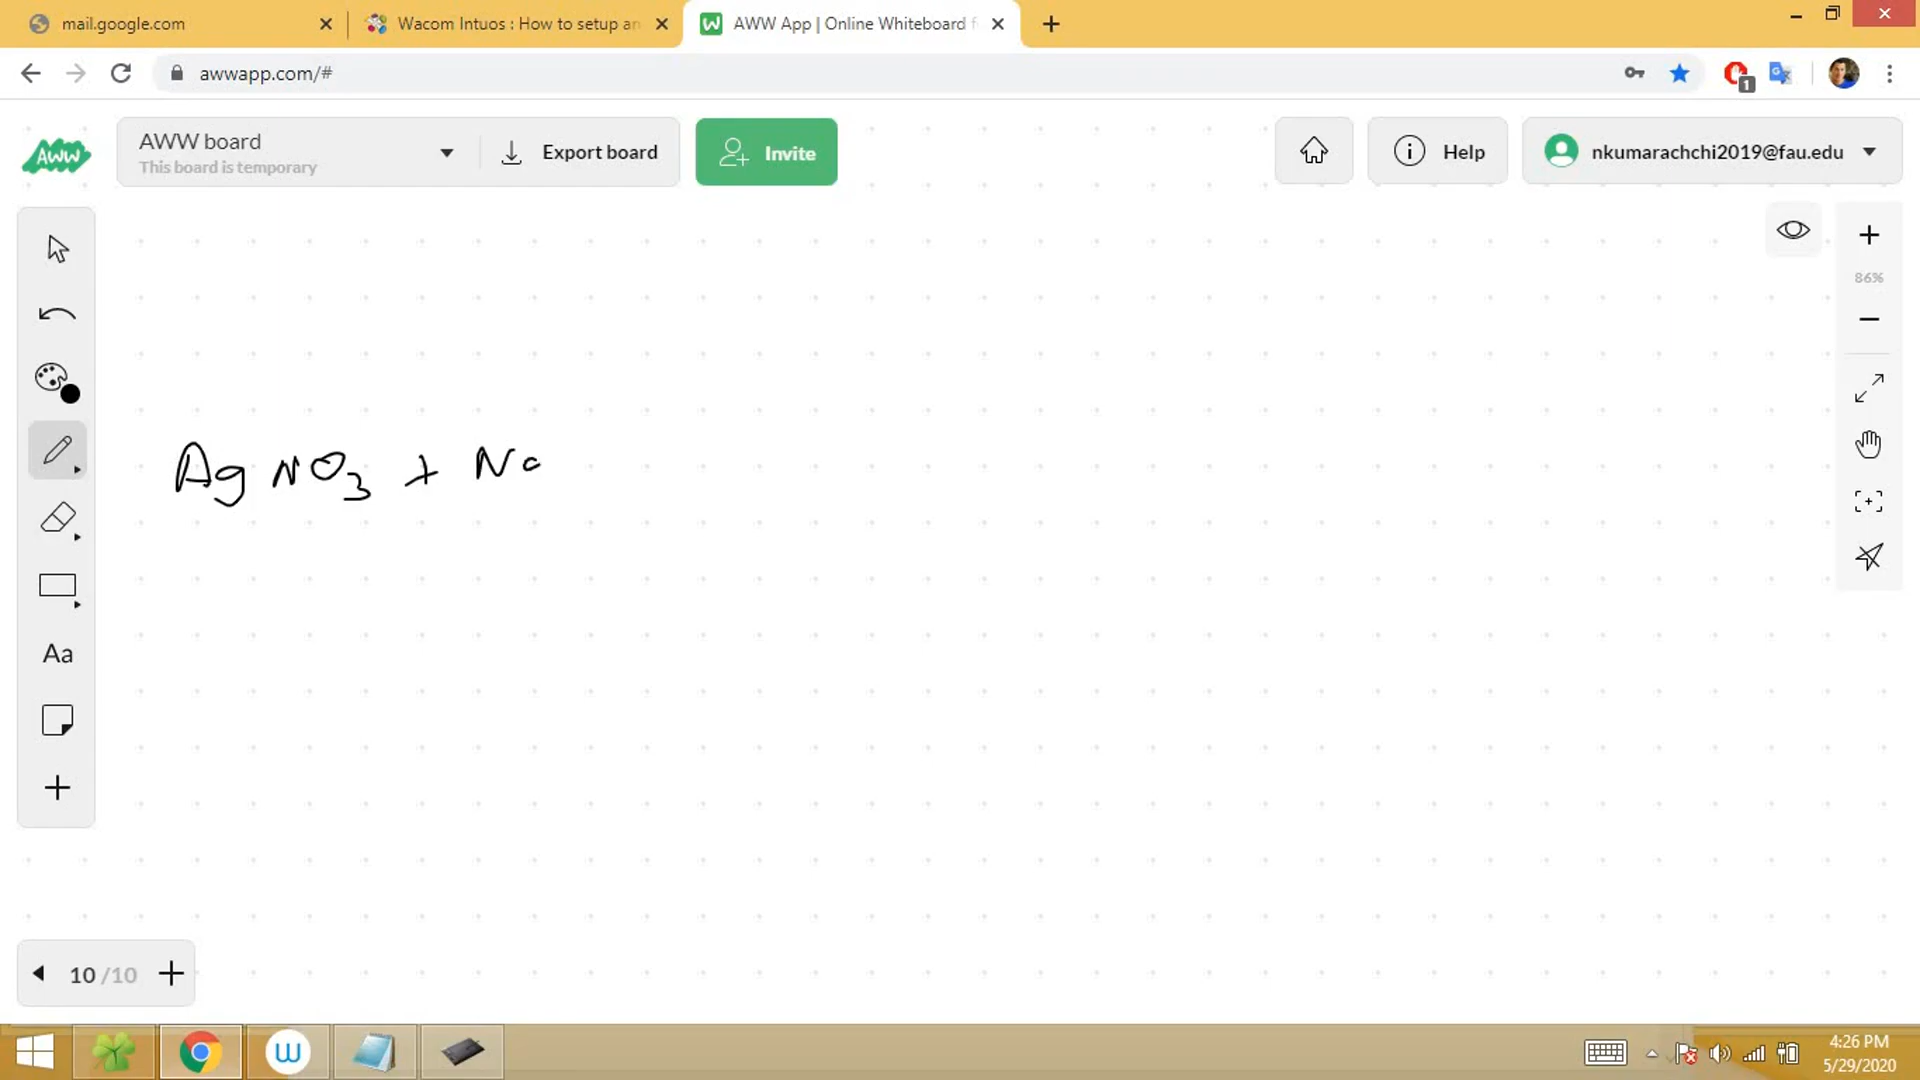 mail.google.com
Wacom Intuos : How to setup an
AWW App | Online Whiteboard f
awwapp.com/#
1
AWW
AWW board
This board is temporary
Export board
Invite
Help
nkumarachchi2019@fau.edu
86%
AgNO3 + Na
Aa
10 /10
4:26 PM
5/29/2020